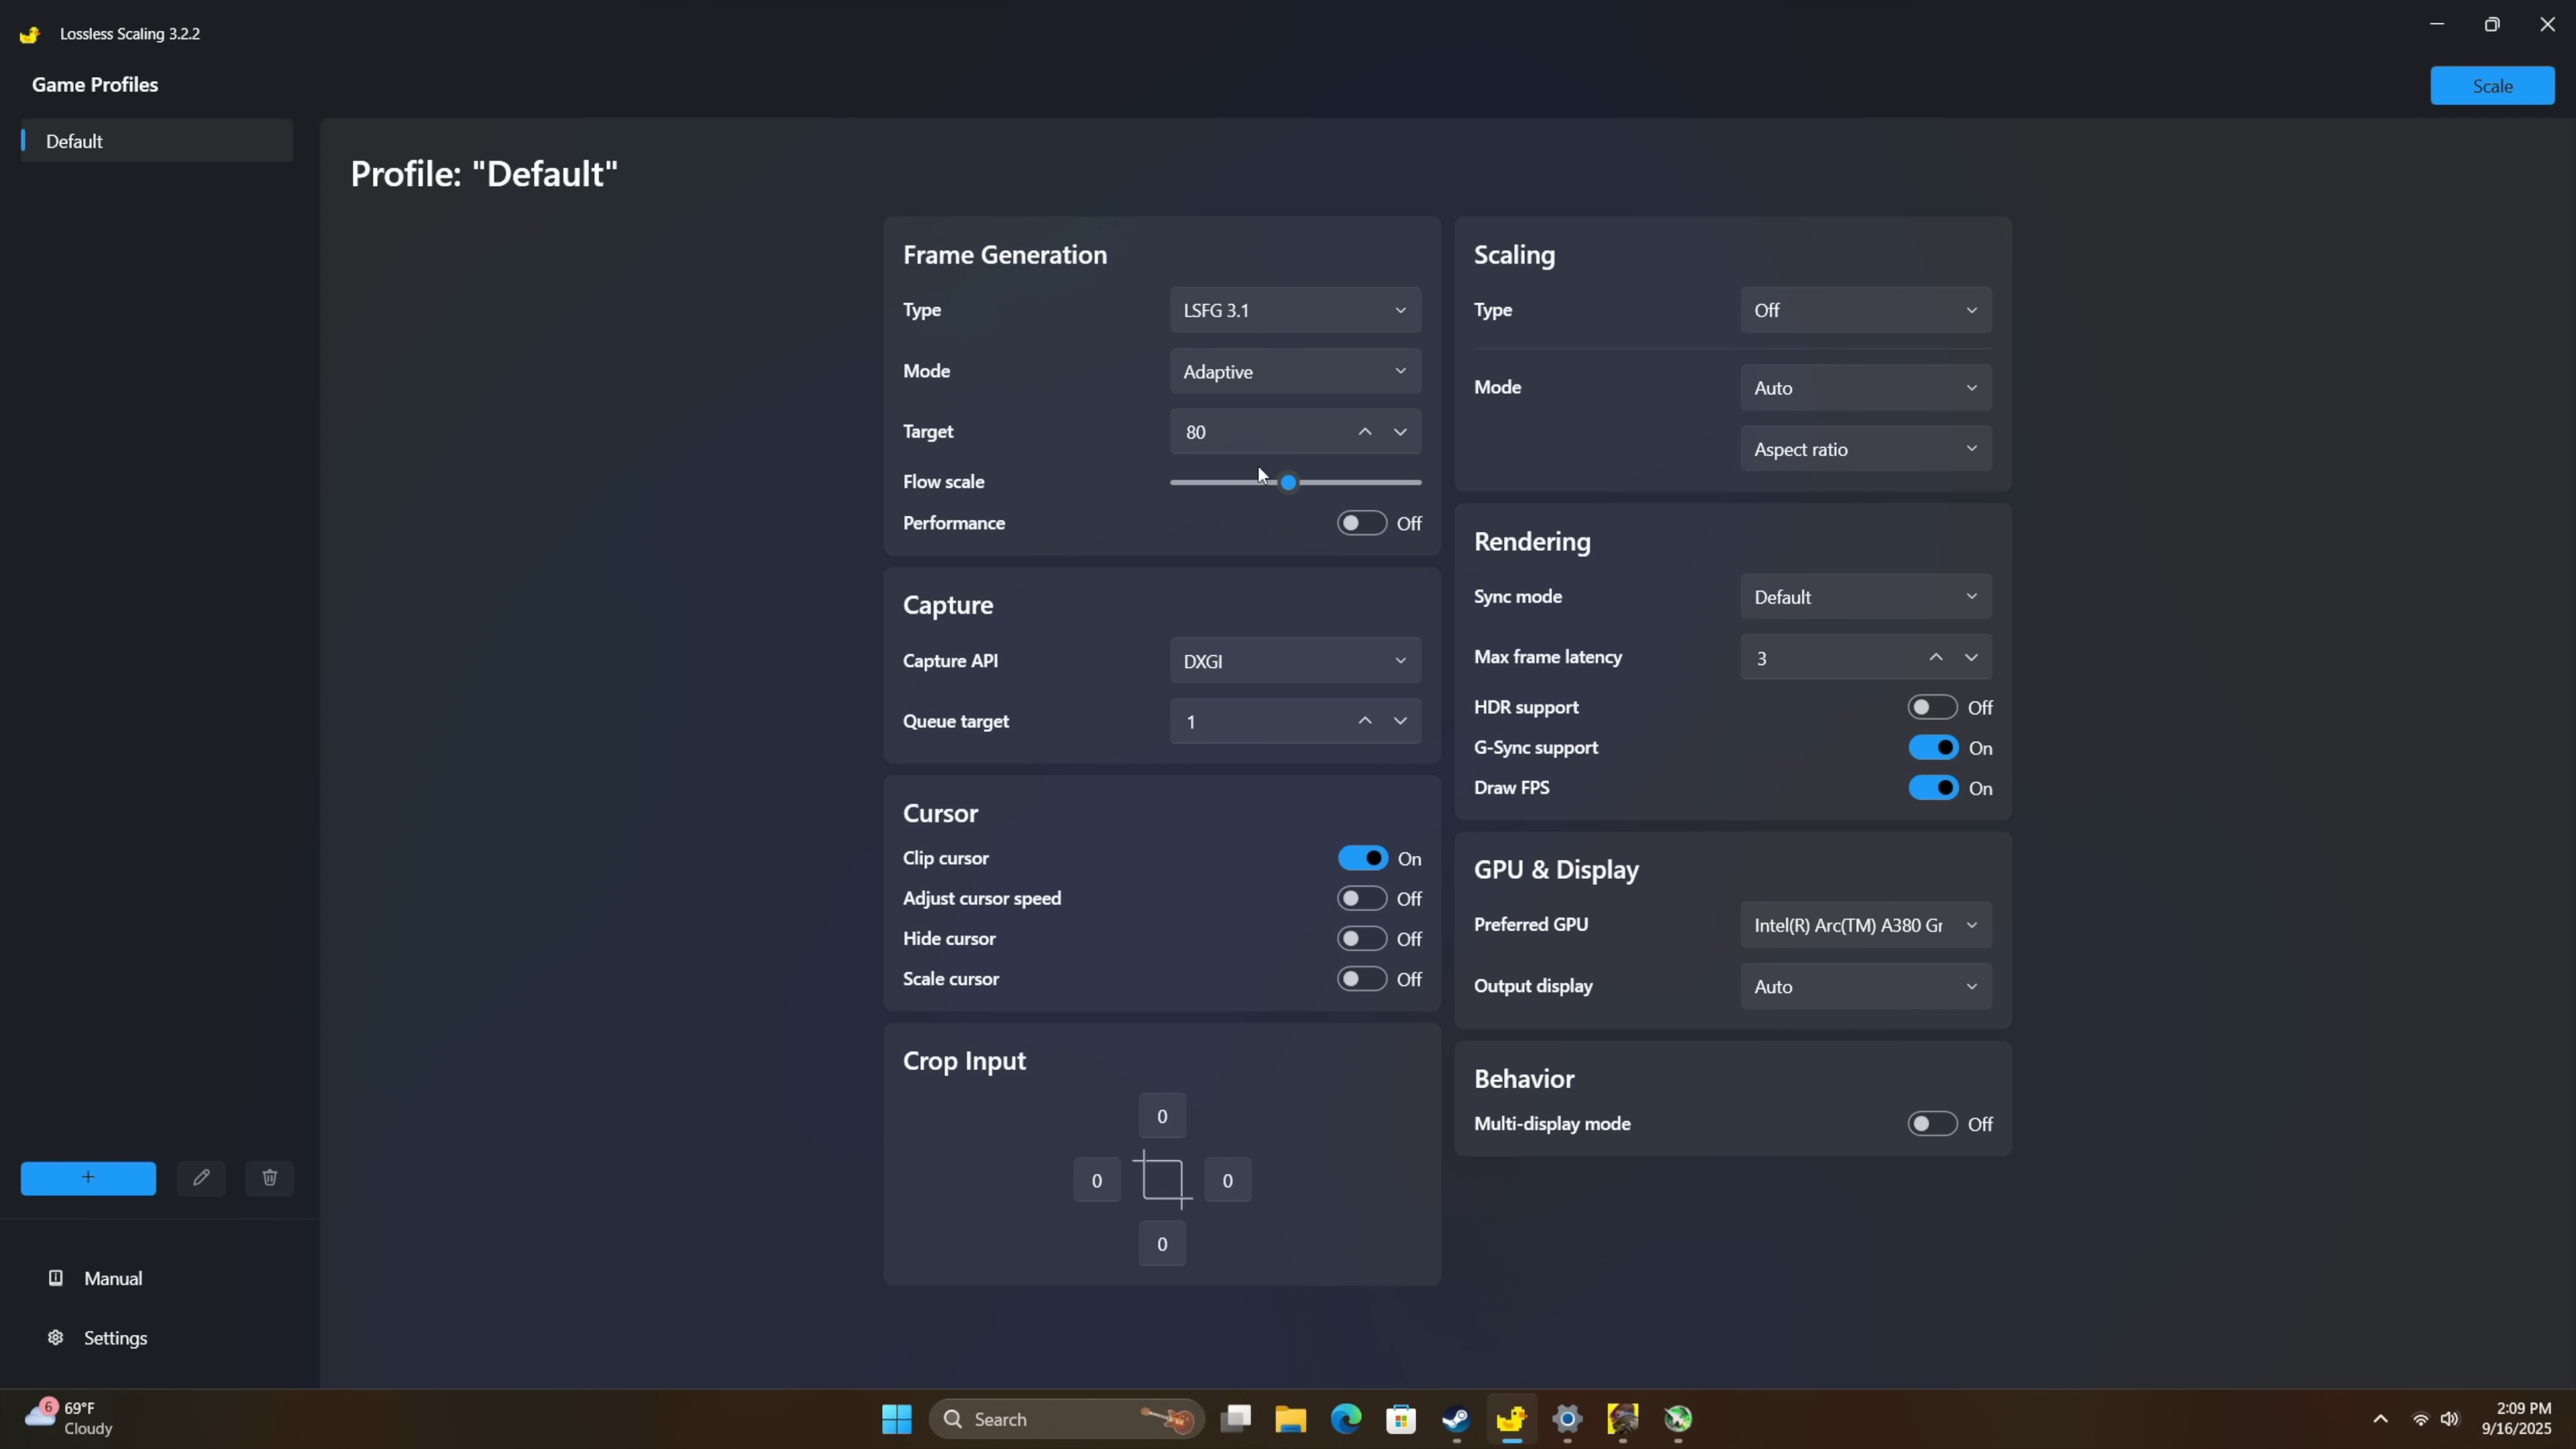 Lossless Scaling 3.2.2
Game Profiles
Scale
Default
Profile: "Default"
Frame Generation
Type
LSFG 3.1
Mode
Adaptive
Target
80
Flow scale
Performance
Off
Capture
Capture API
DXGI
Queue target
1
Cursor
Clip cursor
On
Adjust cursor speed
Off
Hide cursor
Off
Scale cursor
Off
Crop Input
0
0
0
0
Scaling
Type
Off
Mode
Auto
Aspect ratio
Rendering
Sync mode
Default
Max frame latency
3
HDR support
Off
G-Sync support
On
Draw FPS
On
GPU & Display
Preferred GPU
Intel(R) Arc(TM) A380 Gr
Output display
Auto
Behavior
Multi-display mode
Off
+
Manual
Settings
6
69°F
Cloudy
Search
2:09 PM
9/16/2025